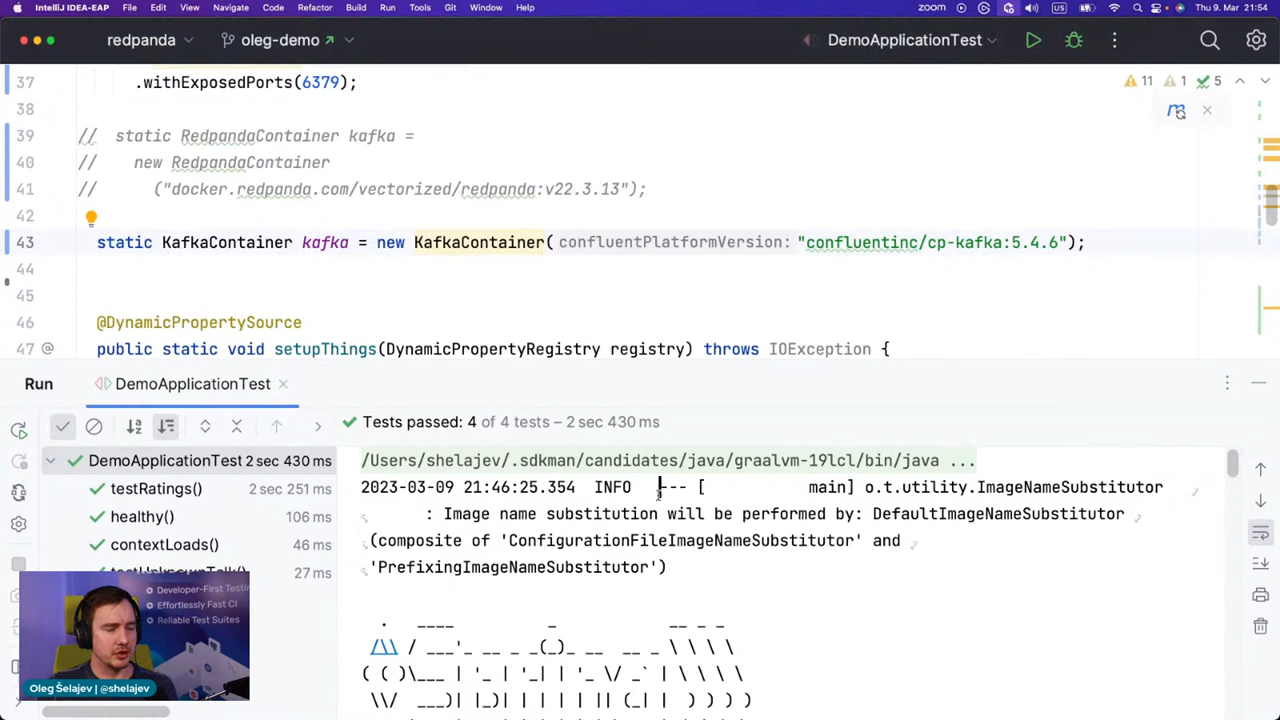 IntelliJ IDEA-EAP File Edit View Navigate Code Refactor Build Run Tools Git Window Help zoom Thu 9. Mar 21:54
redpanda oleg-demo DemoApplicationTest
37 .withExposedPorts(6379); 11 1 5
38
39 // static RedpandaContainer kafka =
40 // new RedpandaContainer
41 // ("docker.redpanda.com/vectorized/redpanda:v22.3.13");
42
43 static KafkaContainer kafka = new KafkaContainer( confluentPlatformVersion: "confluentinc/cp-kafka:5.4.6");
44
45
46 @DynamicPropertySource
47 @ public static void setupThings(DynamicPropertyRegistry registry) throws IOException {
Run DemoApplicationTest
Tests passed: 4 of 4 tests – 2 sec 430 ms
DemoApplicationTest 2 sec 430 ms
testRatings() 2 sec 251 ms
healthy() 106 ms
contextLoads() 46 ms
27 ms
/Users/shelajev/.sdkman/candidates/java/graalvm-19lcl/bin/java ...
2023-03-09 21:46:25.354 INFO --- [ main] o.t.utility.ImageNameSubstitutor
: Image name substitution will be performed by: DefaultImageNameSubstitutor
(composite of 'ConfigurationFileImageNameSubstitutor' and
'PrefixingImageNameSubstitutor')
Developer-First Testin
Effortlessly Fast CI
Reliable Test Suites
Oleg Šelajev | @shelajev